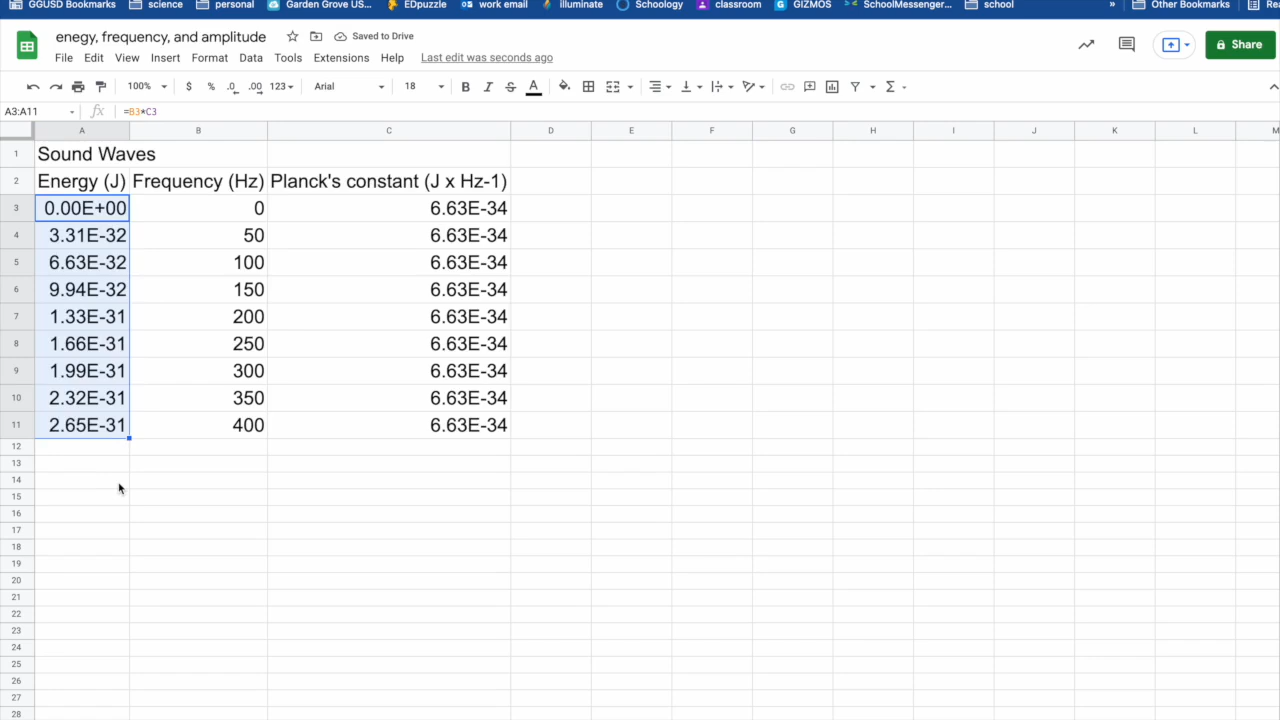 GGUSD Bookmarks science personal Garden Grove US... EDpuzzle work email illuminate Schoology classroom GIZMOS SchoolMessenger... school » Other Bookmarks Rea
enegy, frequency, and amplitude Saved to Drive
File Edit View Insert Format Data Tools Extensions Help Last edit was seconds ago
Share
100% $ % .0 .00 123 Arial 18 B I S A Σ
A3:A11 fx =B3*C3
A B C D E F G H I J K L M
1 Sound Waves
2 Energy (J) Frequency (Hz) Planck's constant (J x Hz-1)
3 0.00E+00 0 6.63E-34
4 3.31E-32 50 6.63E-34
5 6.63E-32 100 6.63E-34
6 9.94E-32 150 6.63E-34
7 1.33E-31 200 6.63E-34
8 1.66E-31 250 6.63E-34
9 1.99E-31 300 6.63E-34
10 2.32E-31 350 6.63E-34
11 2.65E-31 400 6.63E-34
12
13
14
15
16
17
18
19
20
21
22
23
24
25
26
27
28